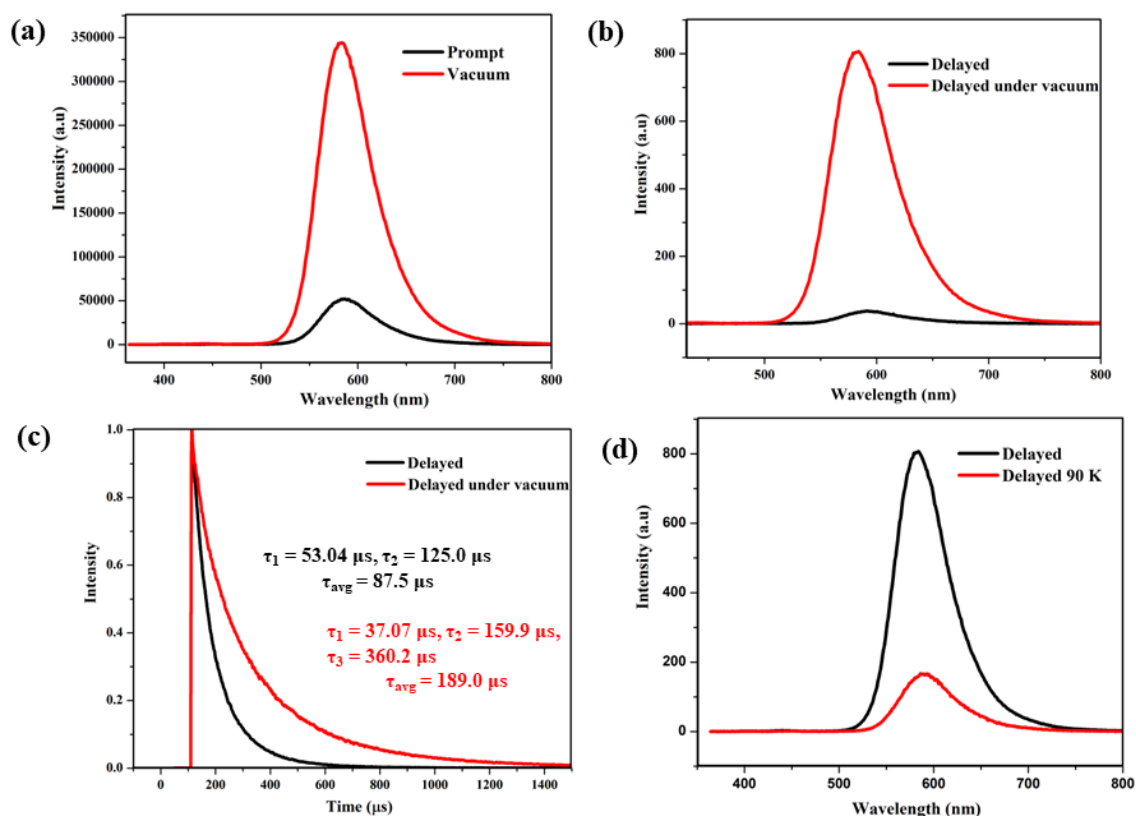 (a)
Prompt
Vacuum
350000
300000
250000
200000
150000
100000
50000
0
400
500
600
700
800
Intensity (a.u)
Wavelength (nm)
(b)
Delayed
Delayed under vacuum
800
600
400
200
0
500
600
700
800
Intensity (a.u)
Wavelength (nm)
(c)
Delayed
Delayed under vacuum
τ1 = 53.04 μs, τ2 = 125.0 μs
τavg = 87.5 μs
τ1 = 37.07 μs, τ2 = 159.9 μs,
τ3 = 360.2 μs
τavg = 189.0 μs
1.0
0.8
0.6
0.4
0.2
0.0
0
200
400
600
800
1000
1200
1400
Intensity
Time (μs)
(d)
Delayed
Delayed 90 K
800
600
400
200
0
400
500
600
700
800
Intensity (a.u)
Wavelength (nm)